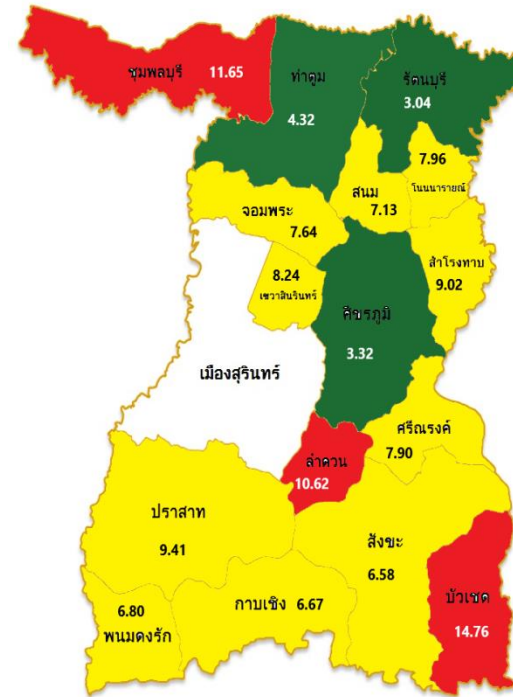 ชุมพลบุรี 11.65
ท่าตูม
4.32
รัตนบุรี
3.04
7.96
โนนนารายณ์
สนม
7.13
จอมพระ
7.64
สำโรงทาบ
9.02
8.24
เขวาสินรินทร์
ศีขรภูมิ
3.32
เมืองสุรินทร์
ศรีณรงค์
7.90
ลำดวน
10.62
ปราสาท
9.41
สังขะ
6.58
บัวเชด
14.76
กาบเชิง 6.67
6.80
พนมดงรัก